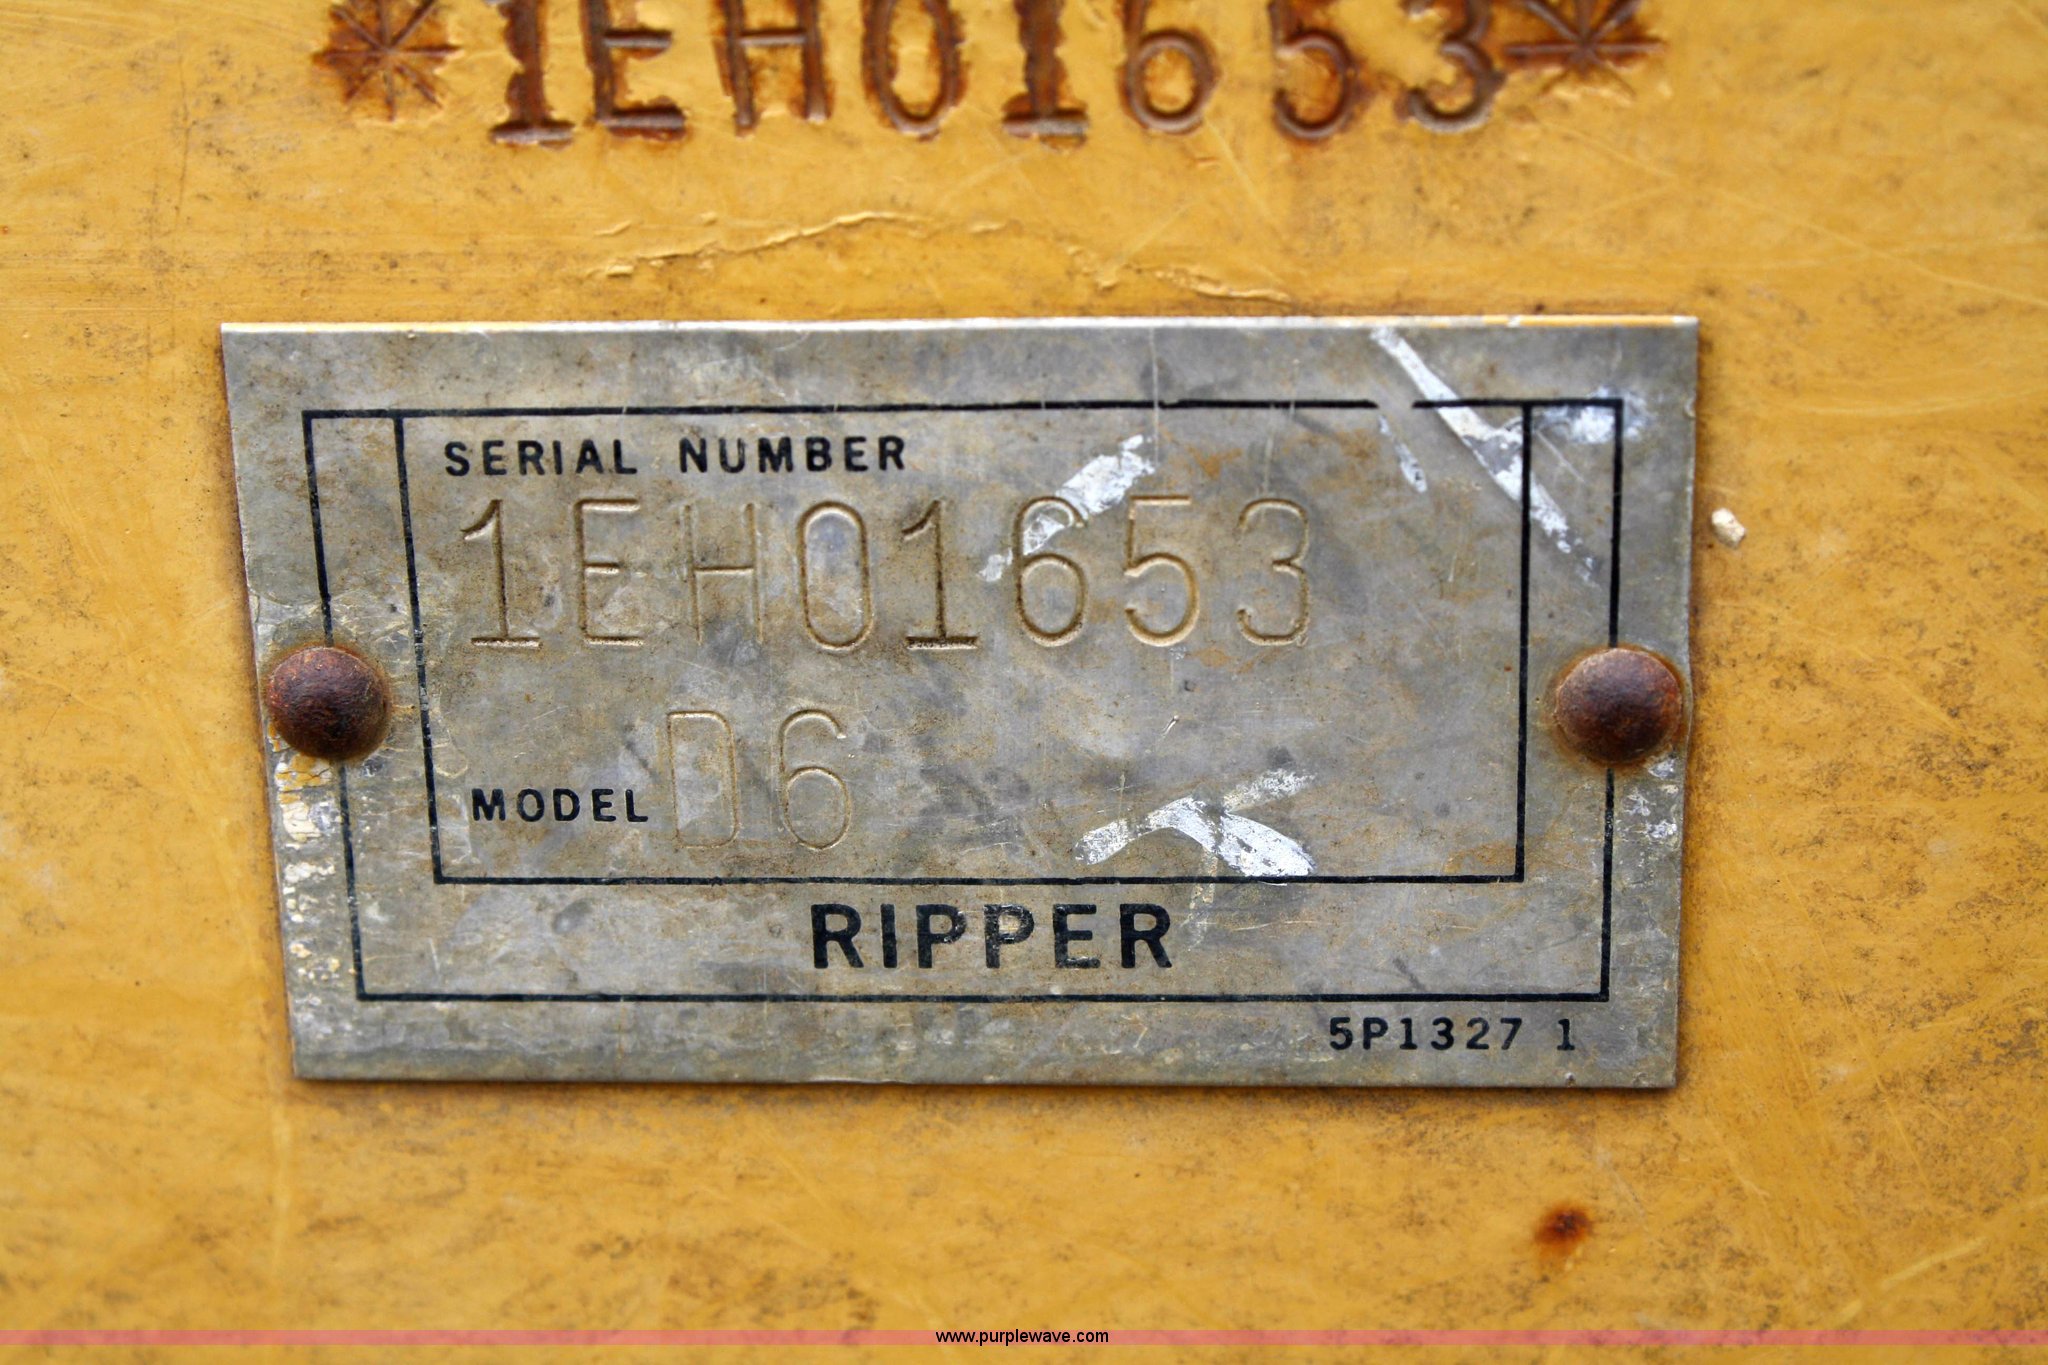 *1EH01653*
SERIAL NUMBER
1EH01653
MODEL D6
RIPPER
5P1327 1
www.purplewave.com